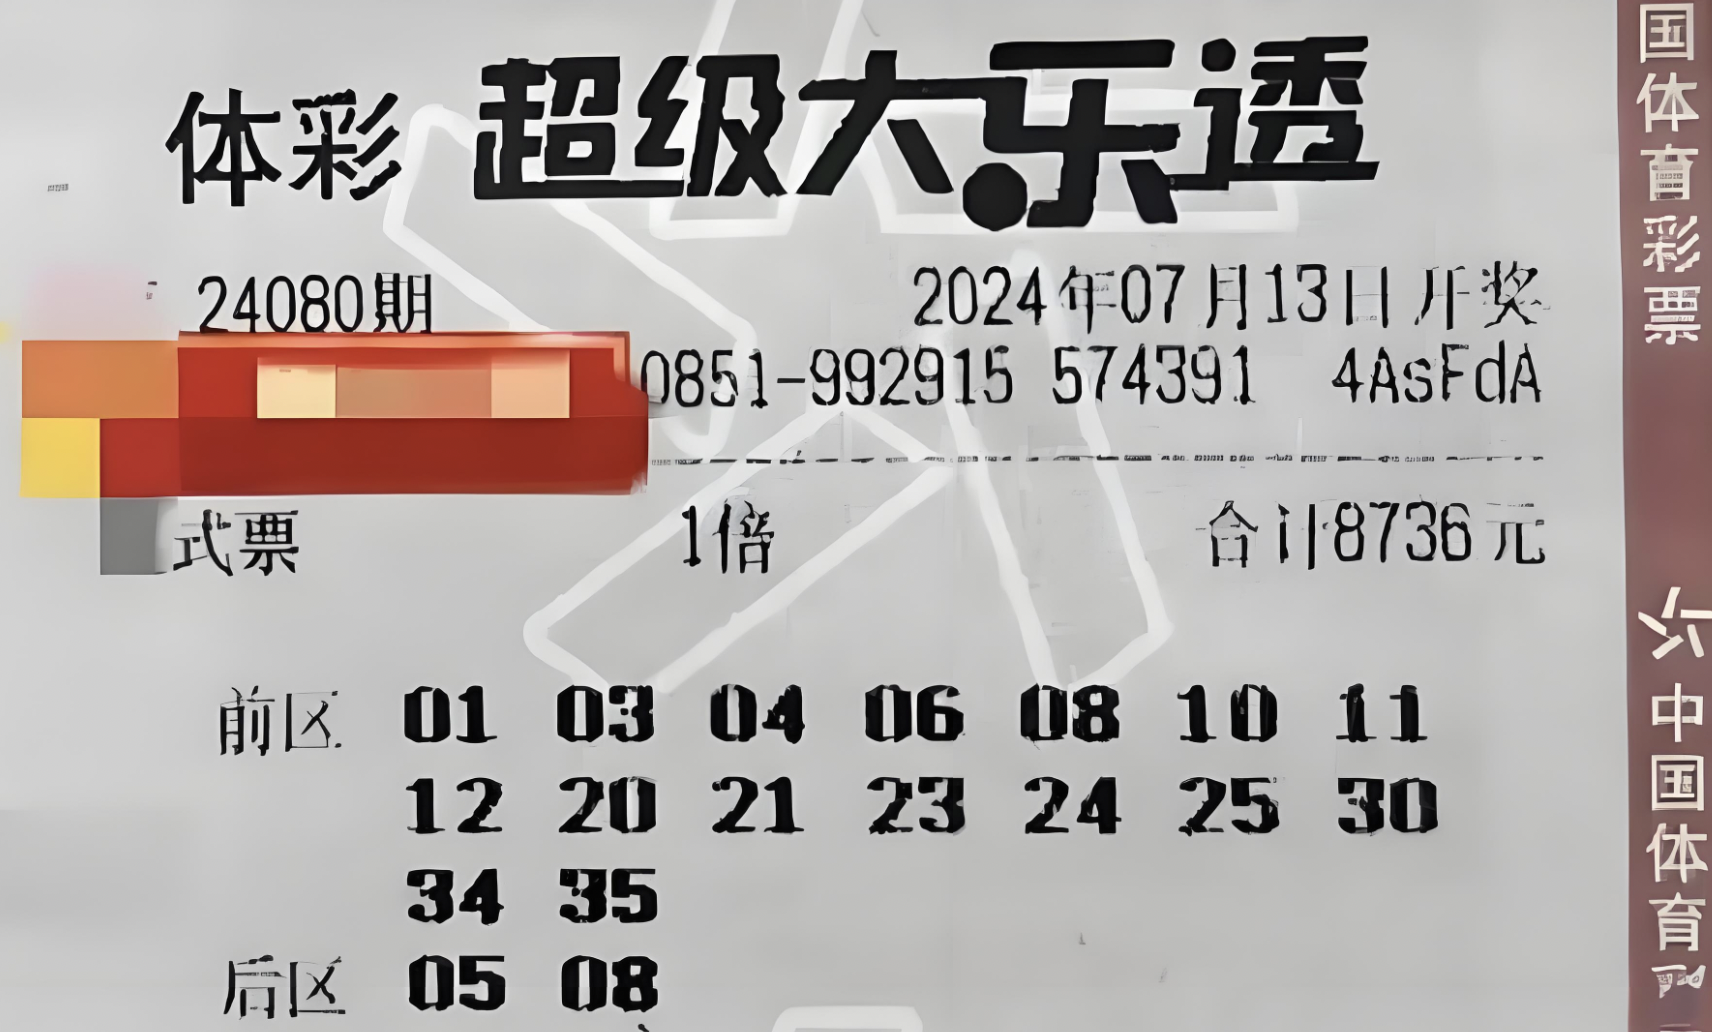 体彩 超级大乐透
24080期 2024年07月13日开奖
0851-992915 574391 4AsFdA
式票 1倍 合计8736元
前区 01 03 04 06 08 10 11
12 20 21 23 24 25 30
34 35
后区 05 08
国体育彩票
中国体育